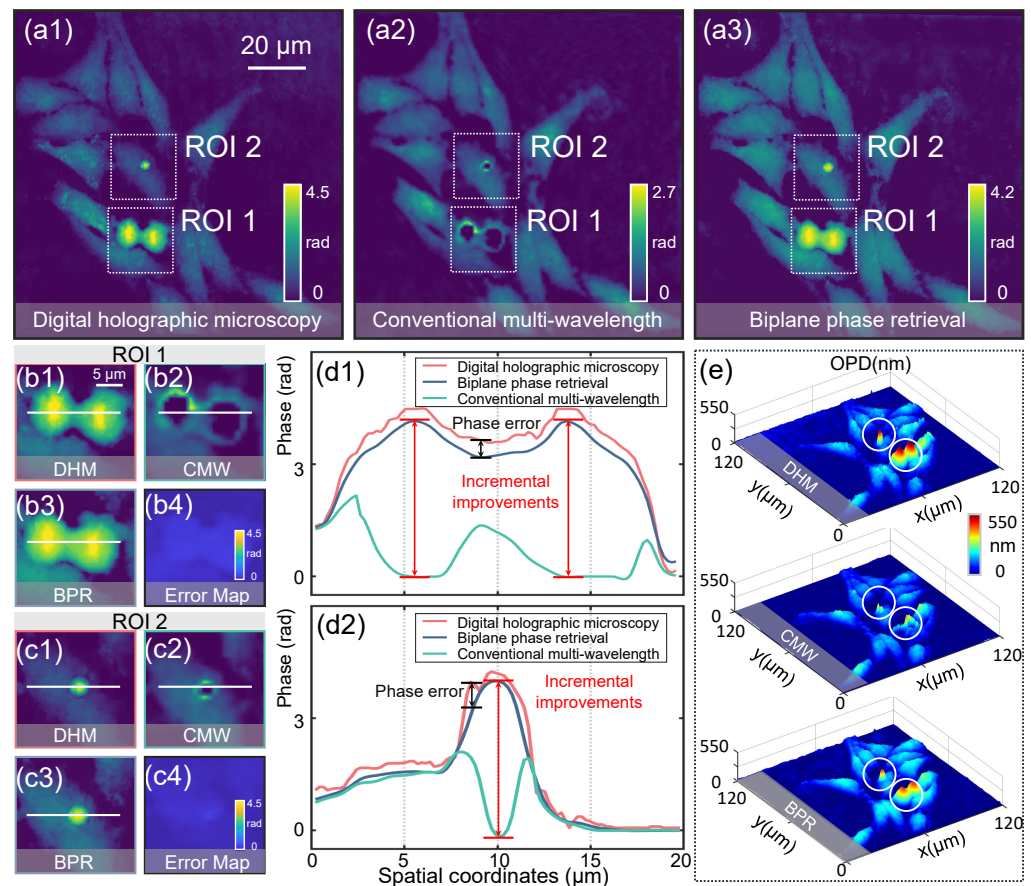 (a1)
20 μm
ROI 2
ROI 1
4.5
rad
0
Digital holographic microscopy
(a2)
ROI 2
ROI 1
2.7
rad
0
Conventional multi-wavelength
(a3)
ROI 2
ROI 1
4.2
rad
0
Biplane phase retrieval
ROI 1
(b1)
5 μm
DHM
(b2)
CMW
(b3)
BPR
(b4)
4.5
rad
0
Error Map
ROI 2
(c1)
DHM
(c2)
CMW
(c3)
BPR
(c4)
4.5
rad
0
Error Map
(d1)
Digital holographic microscopy
Biplane phase retrieval
Conventional multi-wavelength
Phase error
Incremental
improvements
Phase (rad)
3
0
(d2)
Digital holographic microscopy
Biplane phase retrieval
Conventional multi-wavelength
Phase error
Incremental
improvements
Phase (rad)
3
0
0
5
10
15
20
Spatial coordinates (μm)
(e)
OPD(nm)
550
0
120
DHM
y(μm)
0
x(μm)
120
550
nm
0
550
0
120
CMW
y(μm)
0
x(μm)
120
550
0
120
BPR
y(μm)
0
x(μm)
120